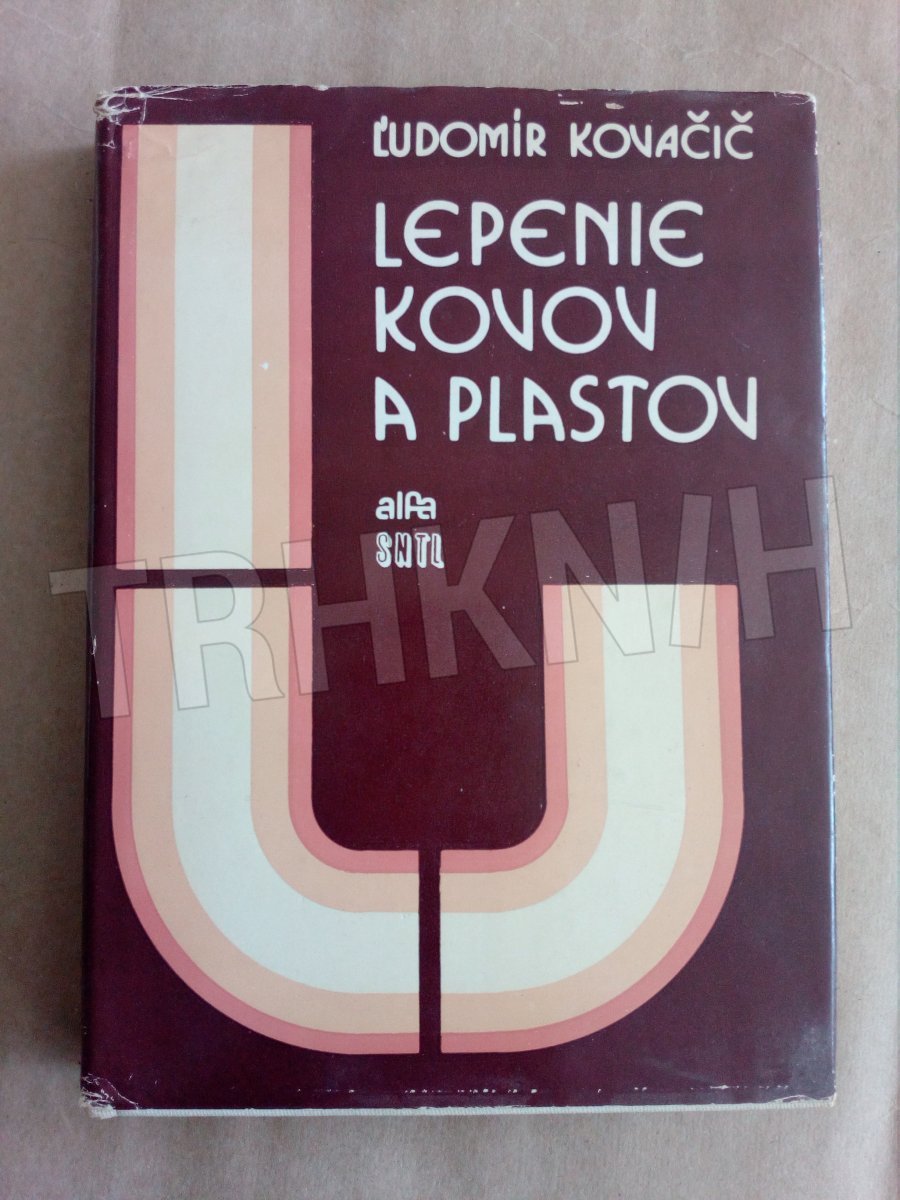 ĽUDOMÍR KOVAČIČ
LEPENIE
KOVOV
A PLASTOV
alfa
SNTL
TRHKNIH